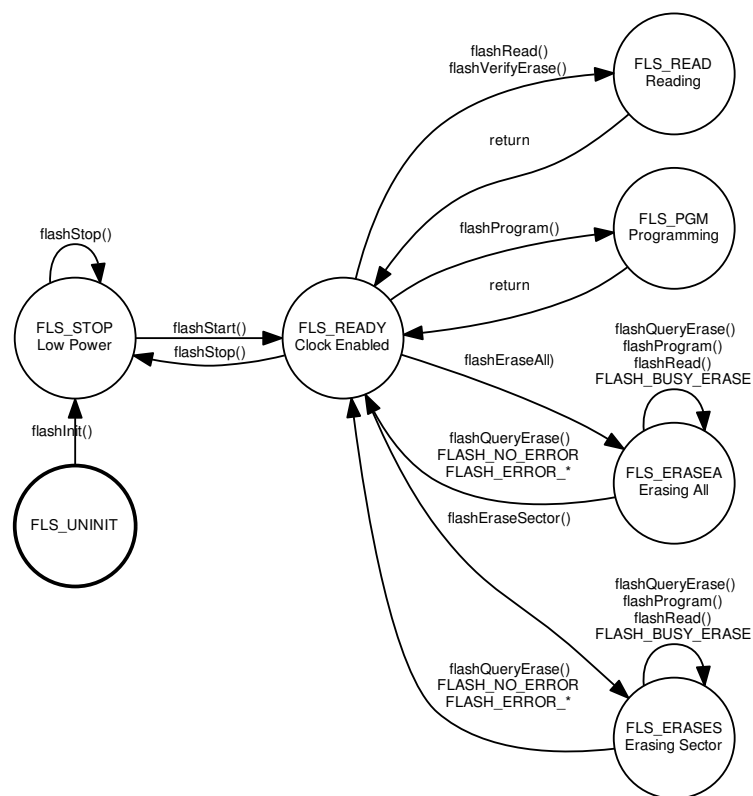 flashRead()
flashVerifyErase()
FLS_READ
Reading
return
FLS_PGM
Programming
flashProgram()
return
flashStop()
FLS_STOP
Low Power
flashStart()
flashStop()
FLS_READY
Clock Enabled
flashInit()
FLS_UNINIT
flashEraseAll)
flashQueryErase()
flashProgram()
flashRead()
FLASH_BUSY_ERASE
FLS_ERASEA
Erasing All
flashQueryErase()
FLASH_NO_ERROR
FLASH_ERROR_*
flashEraseSector()
flashQueryErase()
flashProgram()
flashRead()
FLASH_BUSY_ERASE
flashQueryErase()
FLASH_NO_ERROR
FLASH_ERROR_*
FLS_ERASES
Erasing Sector